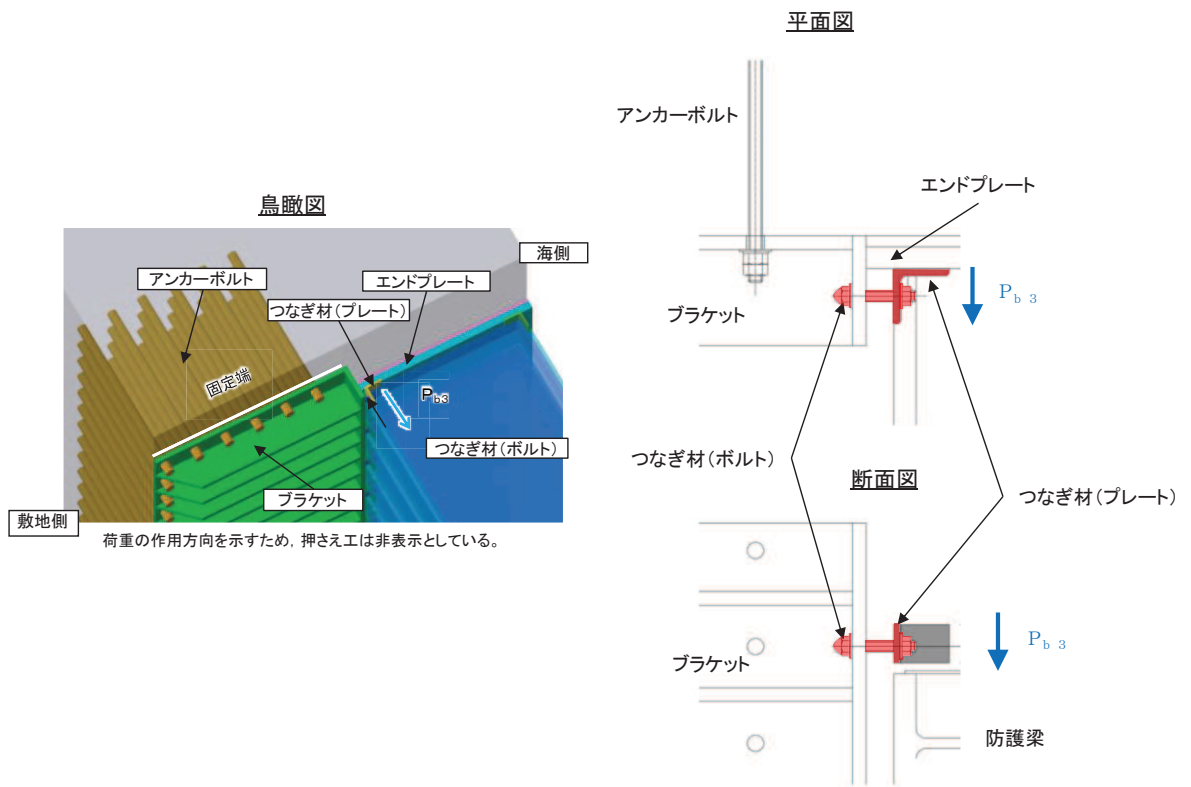 鳥瞰図
海側
アンカーボルト
エンドプレート
つなぎ材(プレート)
固定端
Pb3
つなぎ材(ボルト)
ブラケット
敷地側
荷重の作用方向を示すため,押さえ工は非表示としている。
平面図
アンカーボルト
エンドプレート
Pb3
ブラケット
つなぎ材(ボルト)
断面図
つなぎ材(プレート)
Pb3
ブラケット
防護梁